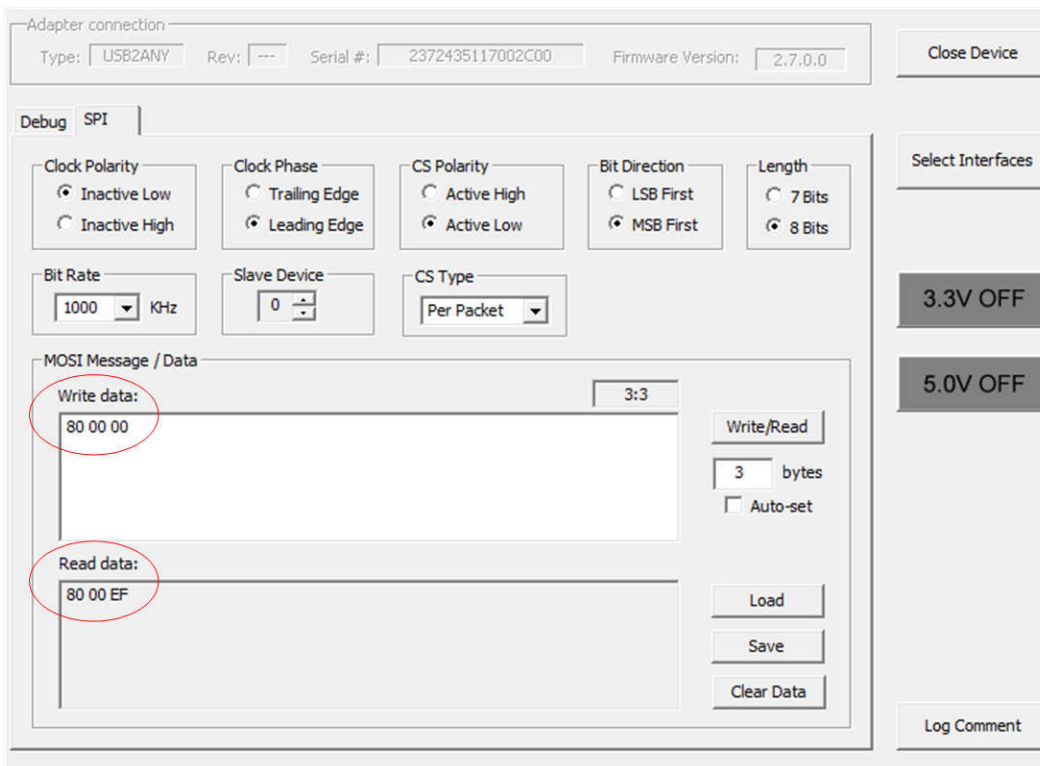 Adapter connection
Type: USB2ANY Rev: --- Serial #: 2372435117002C00 Firmware Version: 2.7.0.0
Close Device
Debug SPI
Select Interfaces
Clock Polarity Clock Phase CS Polarity Bit Direction Length
Inactive Low Trailing Edge Active High LSB First 7 Bits
Inactive High Leading Edge Active Low MSB First 8 Bits
Bit Rate Slave Device CS Type
1000 KHz 0 Per Packet
3.3V OFF
5.0V OFF
MOSI Message / Data
Write data: 3:3
80 00 00 Write/Read
3 bytes
Auto-set
Read data:
80 00 EF Load
Save
Clear Data
Log Comment